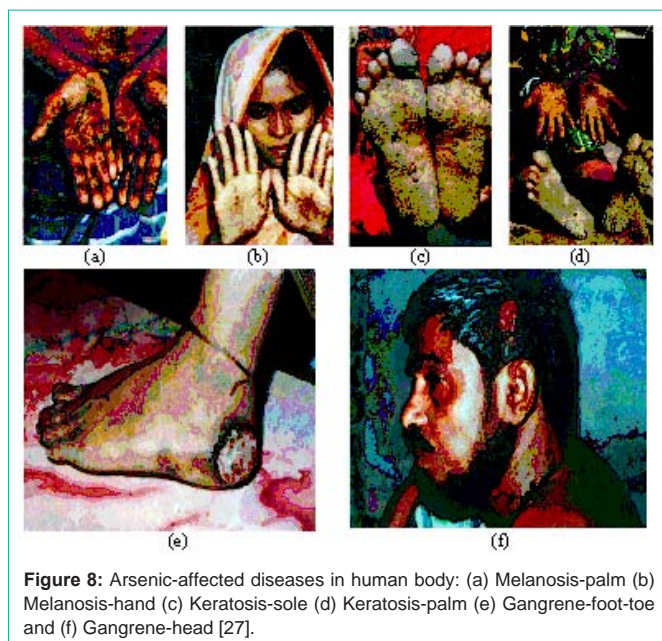 (a) (b) (c) (d)
(e) (f)
Figure 8: Arsenic-affected diseases in human body: (a) Melanosis-palm (b)
Melanosis-hand (c) Keratosis-sole (d) Keratosis-palm (e) Gangrene-foot-toe
and (f) Gangrene-head [27].